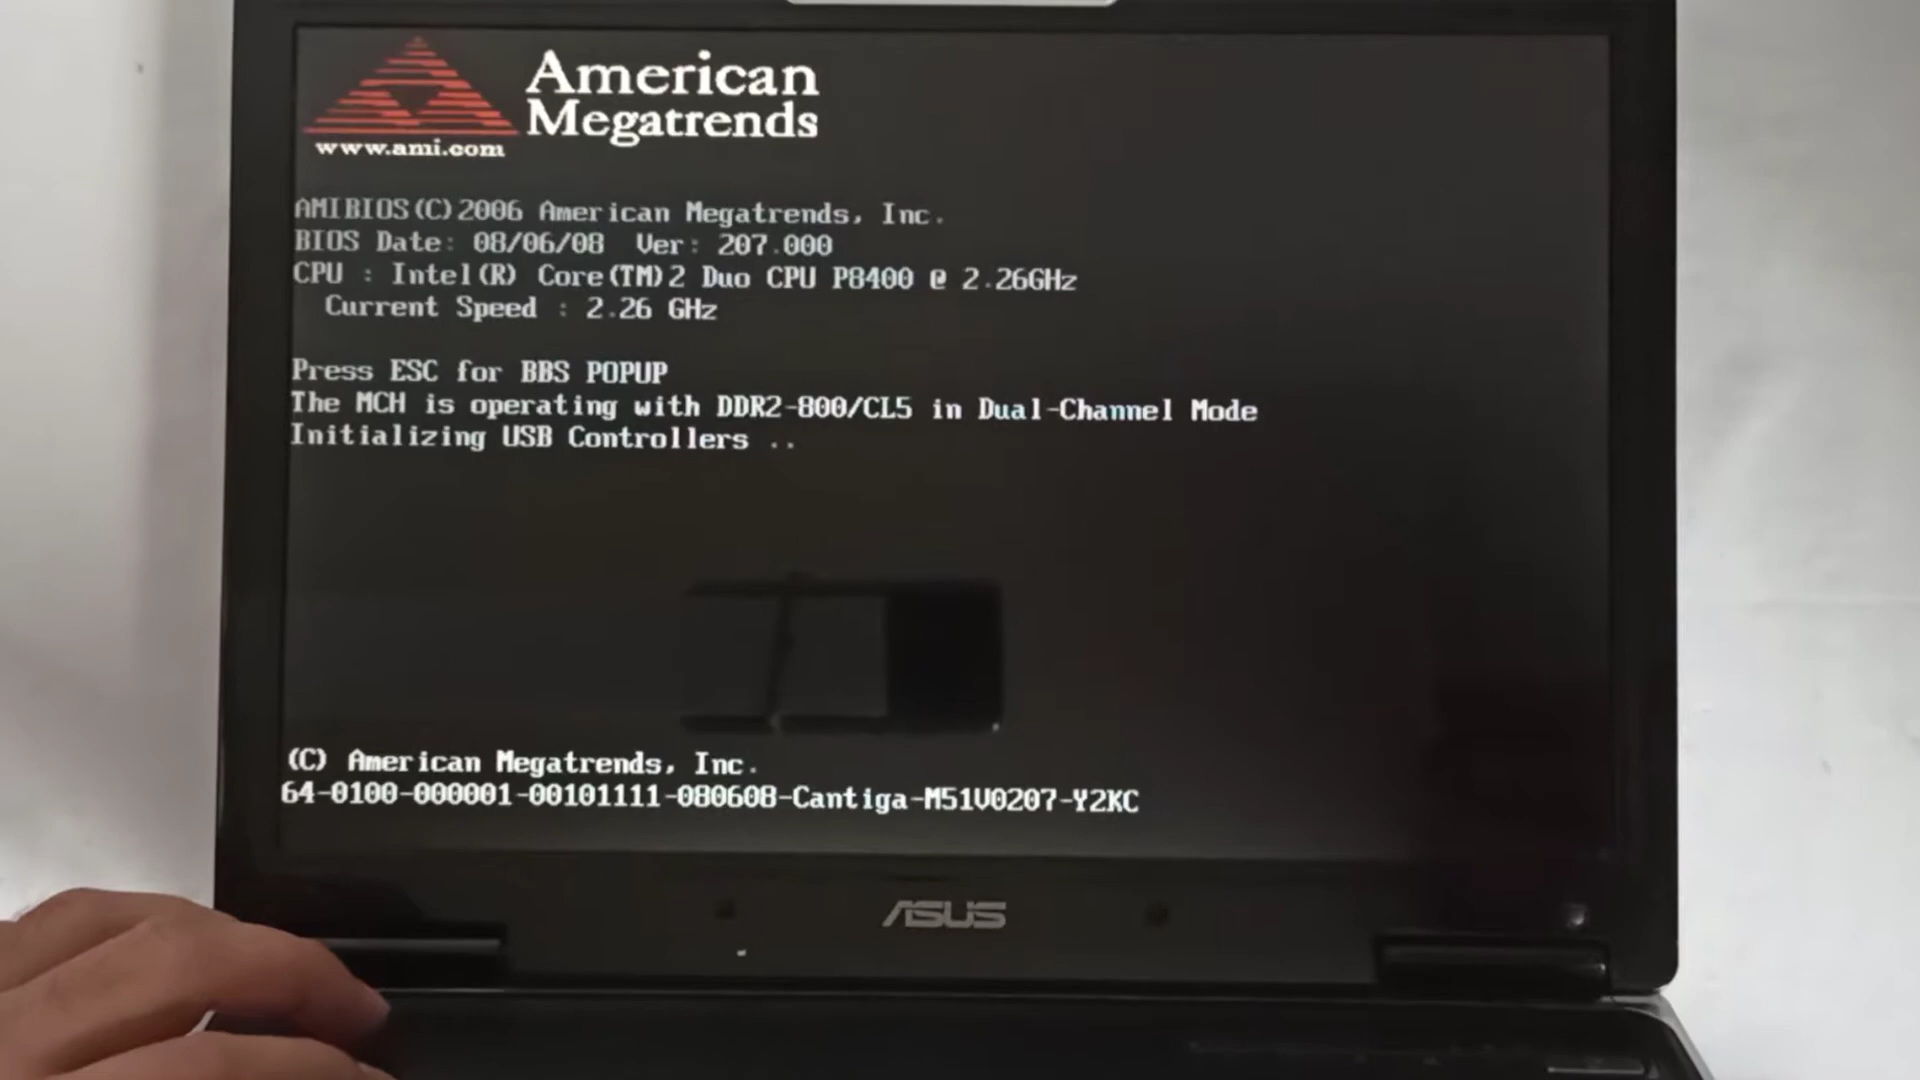 American
Megatrends
www.ami.com
AMIBIOS(C)2006 American Megatrends, Inc.
BIOS Date: 08/06/08 Ver: 207.000
CPU : Intel(R) Core(TM)2 Duo CPU P8400 @ 2.26GHz
Current Speed : 2.26 GHz
Press ESC for BBS POPUP
The MCH is operating with DDR2-800/CL5 in Dual-Channel Mode
Initializing USB Controllers ..
(C) American Megatrends, Inc.
64-0100-000001-00101111-080608-Cantiga-M51V0207-Y2KC
ASUS